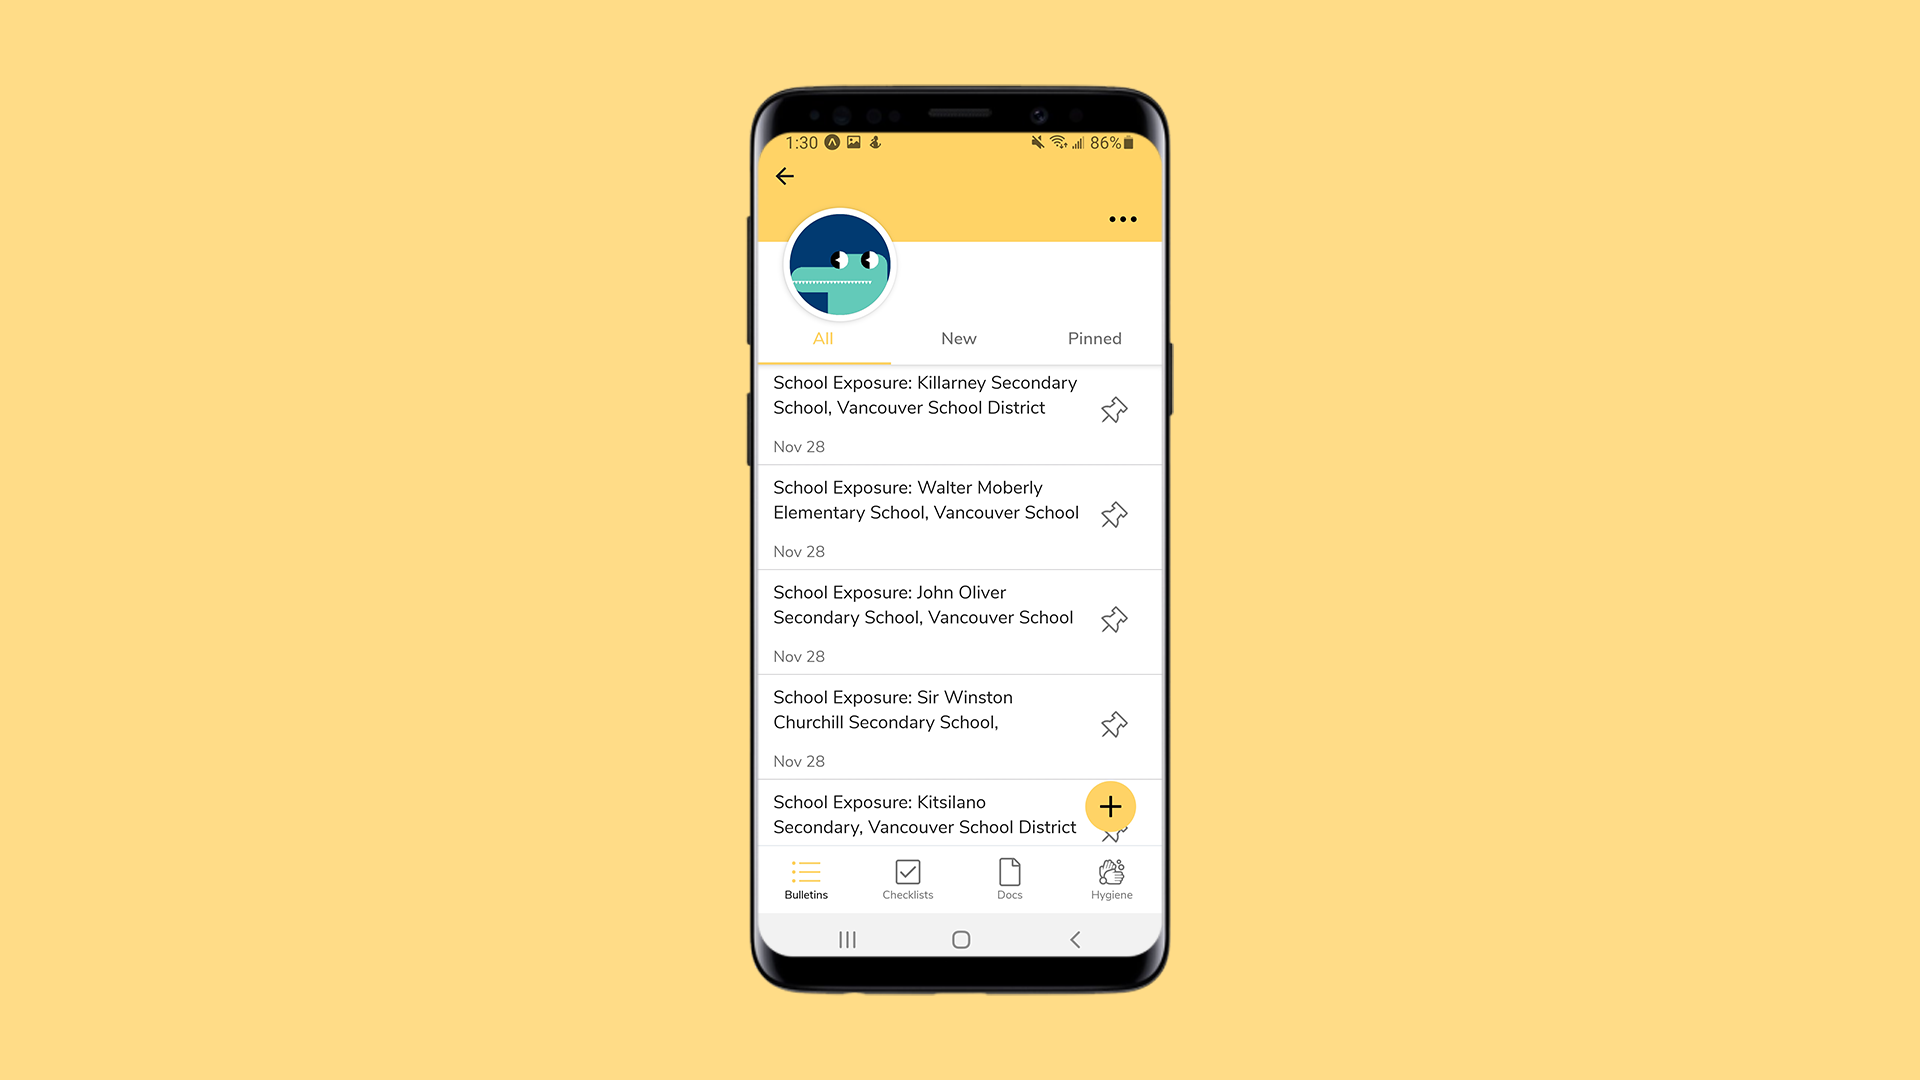 1:30
86%
All New Pinned
School Exposure: Killarney Secondary
School, Vancouver School District
Nov 28
School Exposure: Walter Moberly
Elementary School, Vancouver School
Nov 28
School Exposure: John Oliver
Secondary School, Vancouver School
Nov 28
School Exposure: Sir Winston
Churchill Secondary School,
Nov 28
School Exposure: Kitsilano
Secondary, Vancouver School District
Bulletins Checklists Docs Hygiene